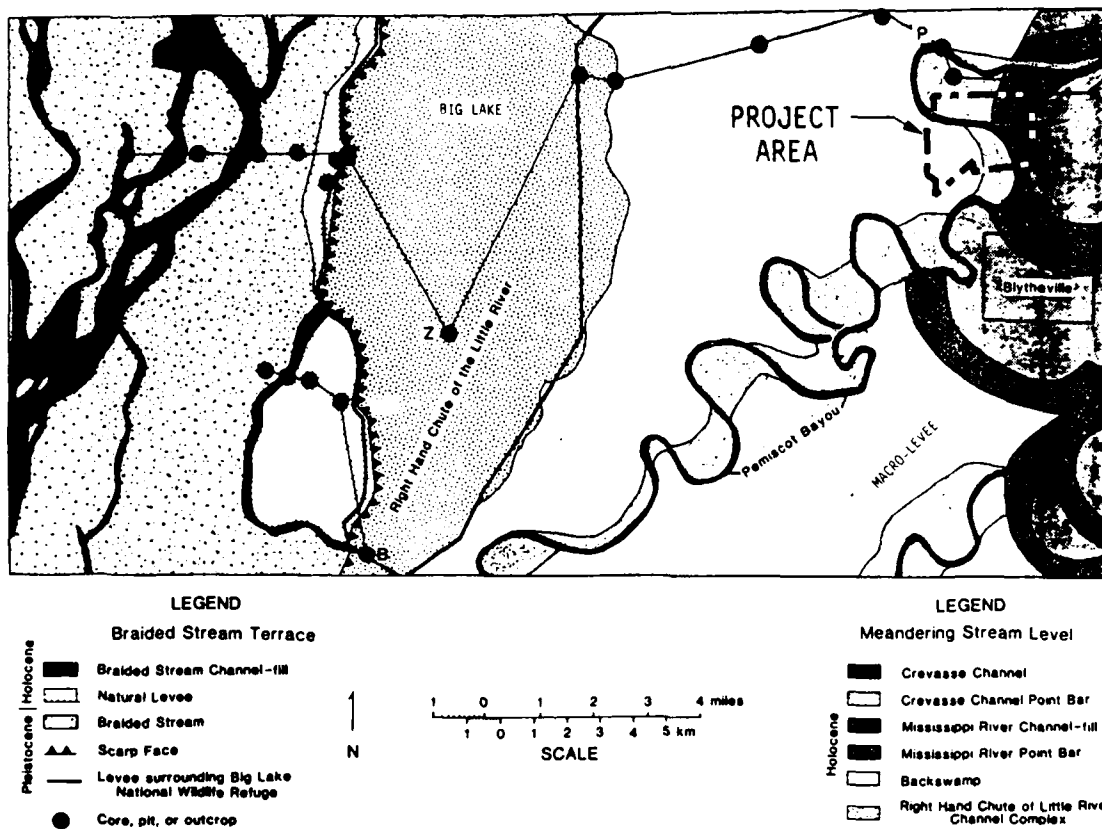 P
BIG LAKE
PROJECT
AREA
Blytheville
Z
Right Hand Chute of the Little River
Pemiscot Bayou
MACRO-LEVEE
B
LEGEND
Braided Stream Terrace
Holocene
Pleistocene
Braided Stream Channel-fill
Natural Levee
Braided Stream
Scarp Face
Levee surrounding Big Lake
National Wildlife Refuge
Core, pit, or outcrop
N
1 0 1 2 3 4 miles
1 0 1 2 3 4 5 km
SCALE
LEGEND
Meandering Stream Level
Holocene
Crevasse Channel
Crevasse Channel Point Bar
Mississippi River Channel-fill
Mississippi River Point Bar
Backswamp
Right Hand Chute of Little River
Channel Complex